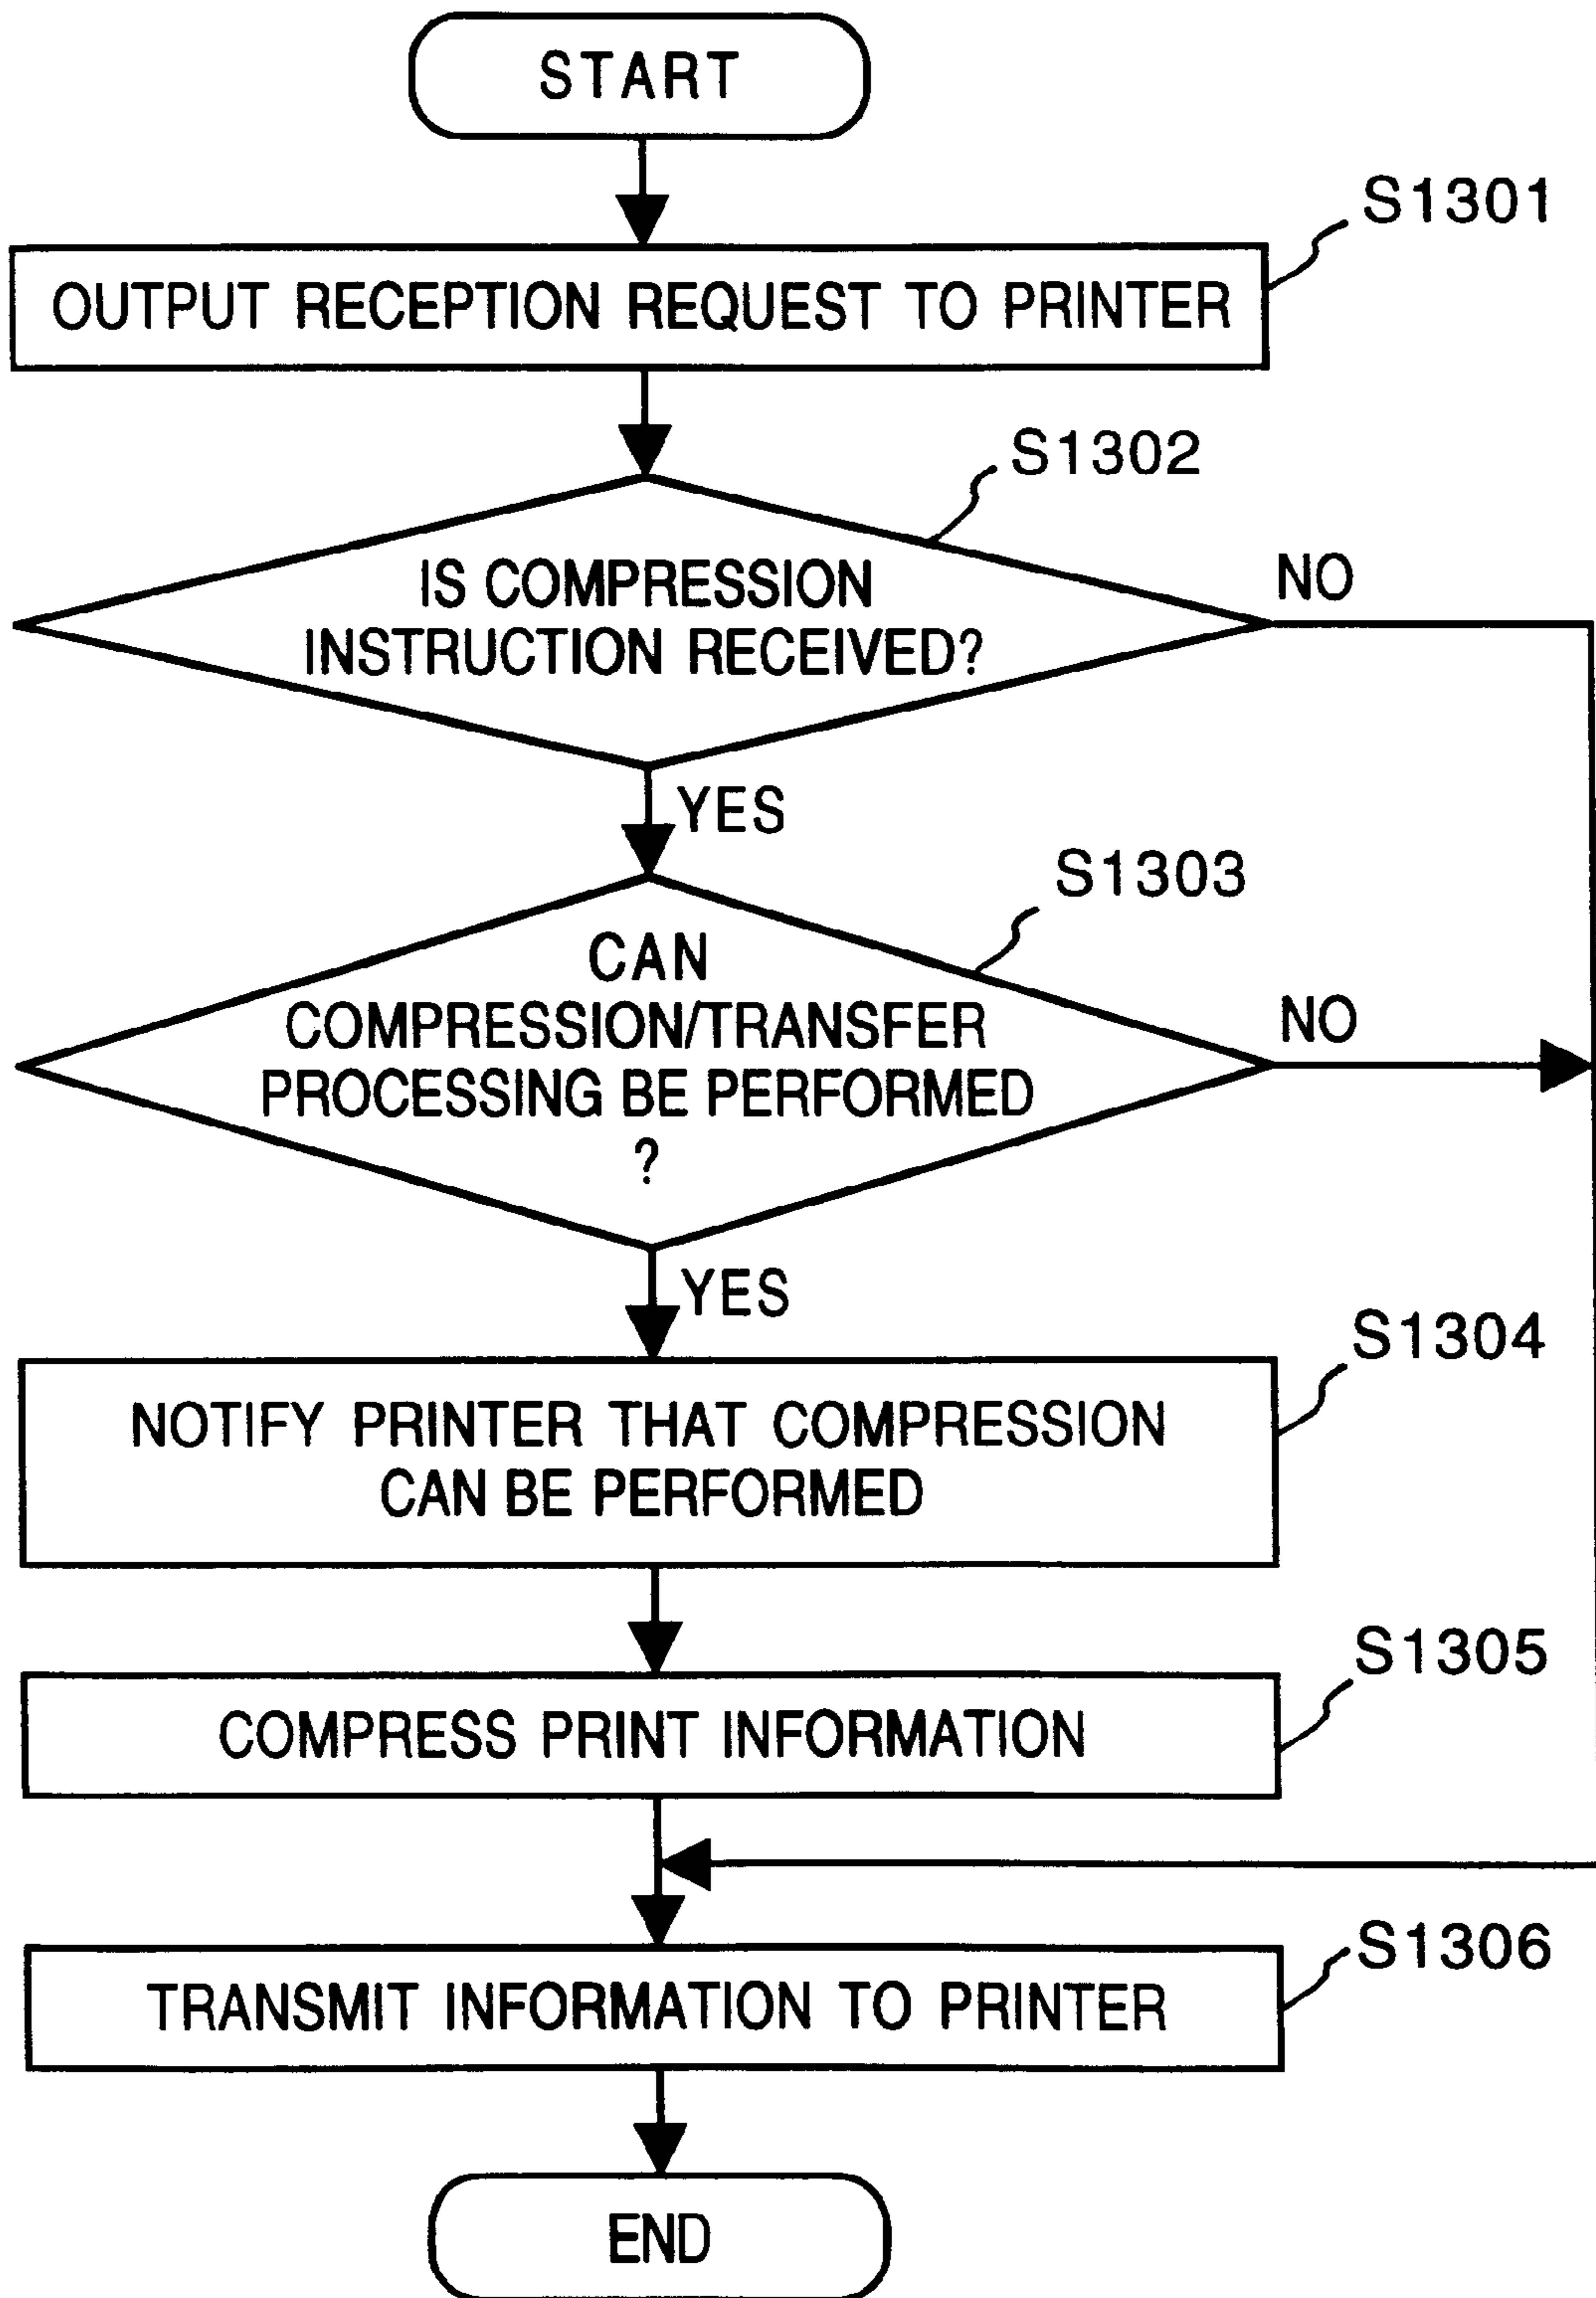 START
S1301
OUTPUT RECEPTION REQUEST TO PRINTER
S1302
IS COMPRESSION
INSTRUCTION RECEIVED?
NO
YES
S1303
CAN
COMPRESSION/TRANSFER
PROCESSING BE PERFORMED
?
NO
YES
S1304
NOTIFY PRINTER THAT COMPRESSION
CAN BE PERFORMED
S1305
COMPRESS PRINT INFORMATION
S1306
TRANSMIT INFORMATION TO PRINTER
END